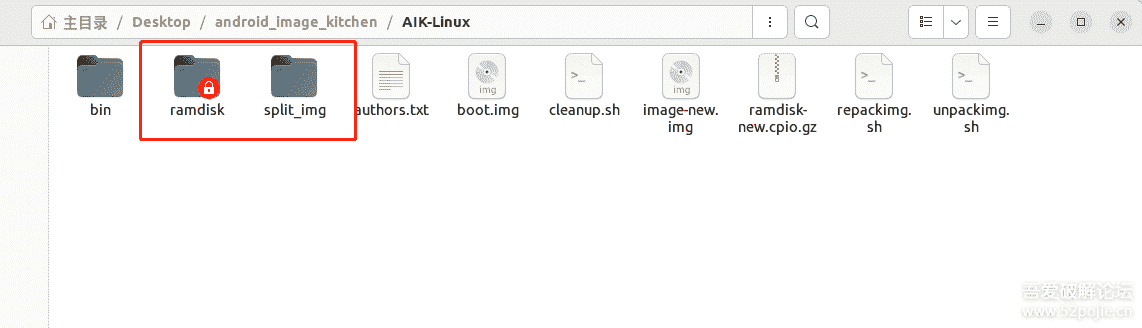 主目录 / Desktop / android_image_kitchen / AIK-Linux
bin
ramdisk
split_img
authors.txt
img
boot.img
>_
cleanup.sh
img
image-new.
img
ramdisk-
new.cpio.gz
>_
repackimg.
sh
>_
unpackimg.
sh
吾爱破解论坛
www.52pojie.cn